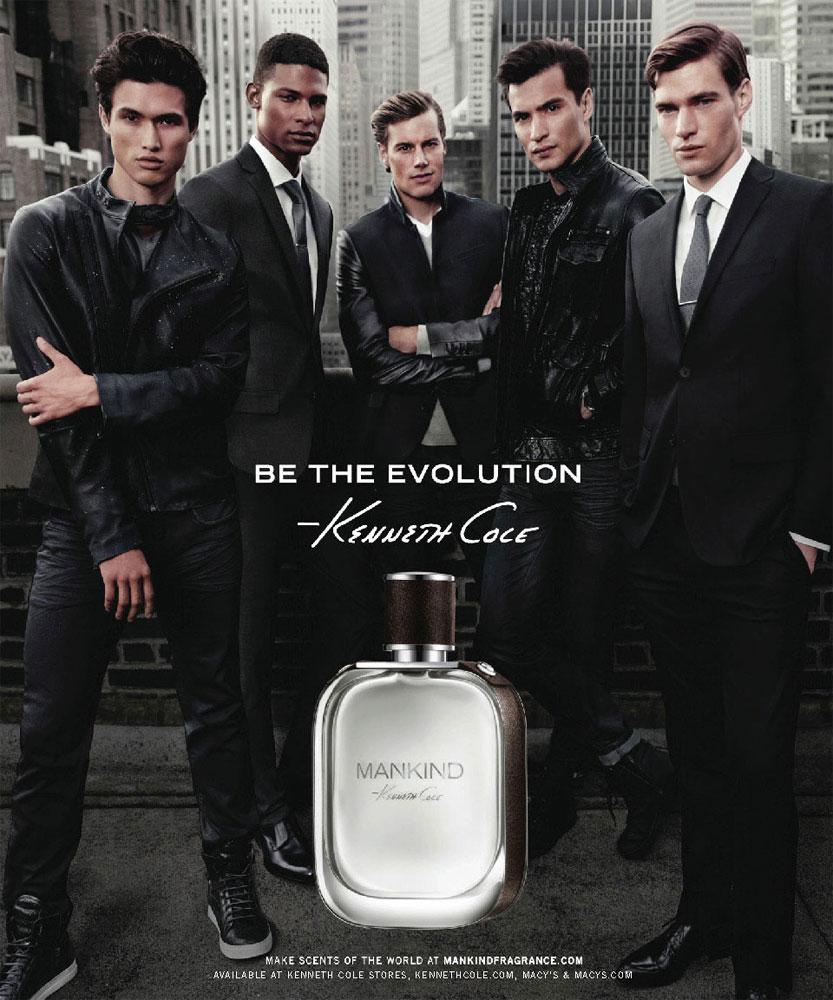 BE THE EVOLUTION
-KENNETH COLE
MANKIND
-KENNETH COLE
MAKE SCENTS OF THE WORLD AT MANKINDFRAGRANCE.COM
AVAILABLE AT KENNETH COLE STORES, KENNETHCOLE.COM, MACY'S & MACYS.COM